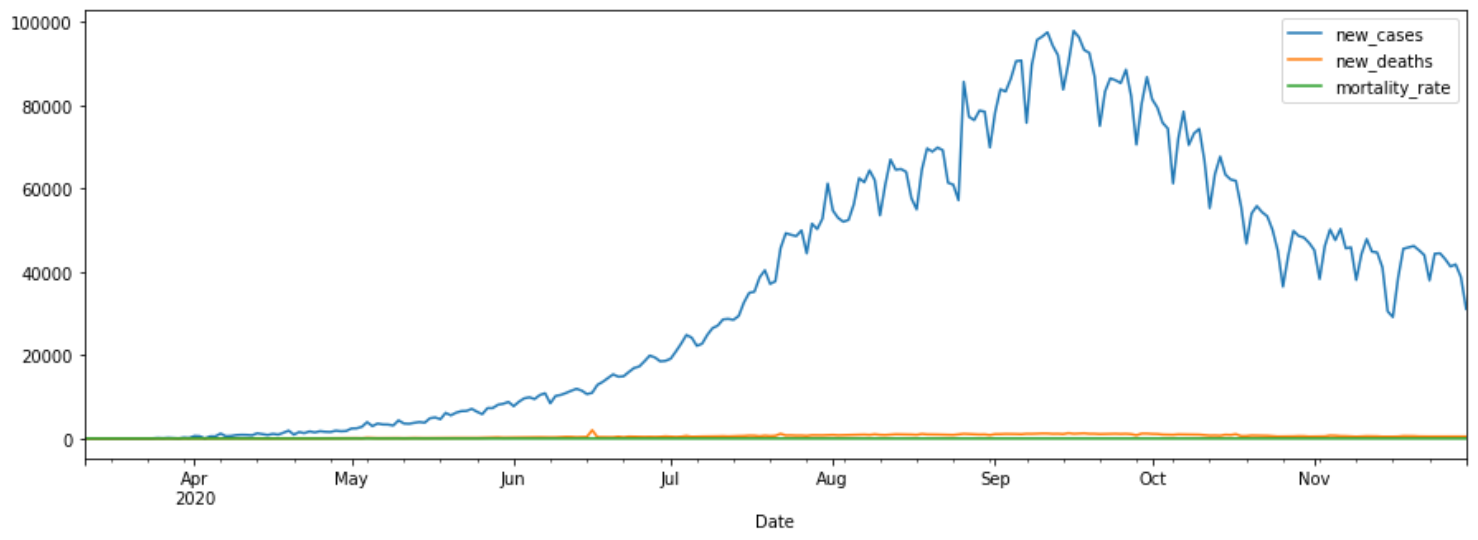 100000
80000
60000
40000
20000
0
new_cases
new_deaths
mortality_rate
Apr
2020
May
Jun
Jul
Aug
Sep
Oct
Nov
Date